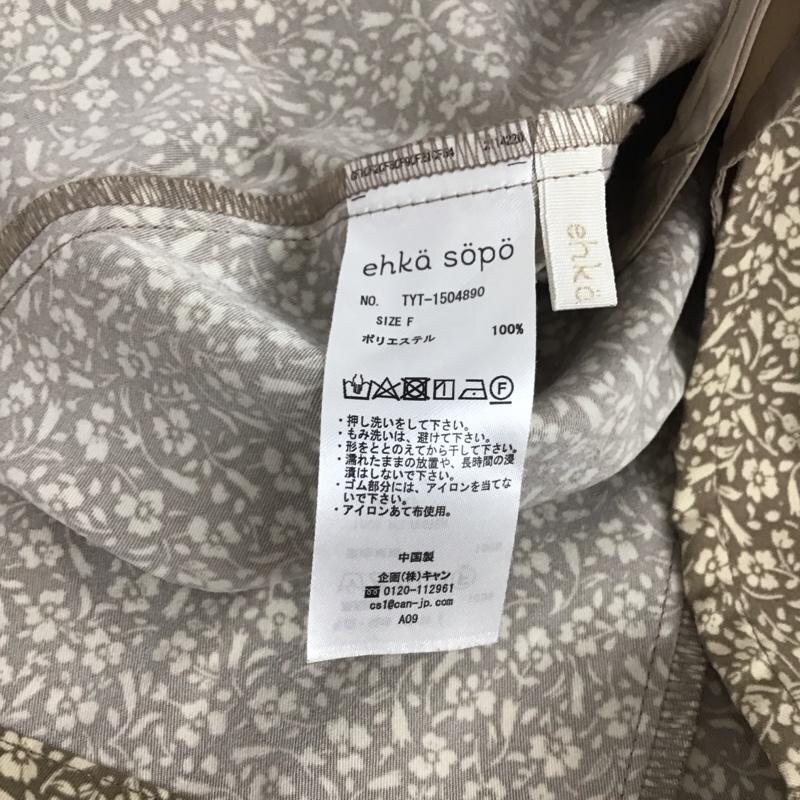 214220
ehkä söpö
ehkä
NO. TYT-1504890
SIZE F
ポリエステル 100%
・押し洗いをして下さい。
・もみ洗いは、避けて下さい。
・形をととのえてから干して下さい。
・濡れたままの放置や、長時間の浸
漬はしないで下さい。
・ゴム部分には、アイロンを当てな
いで下さい。
・アイロンあて布使用。
中国製
企画(株)キャン
0120-112961
cs1@can-jp.com
A09